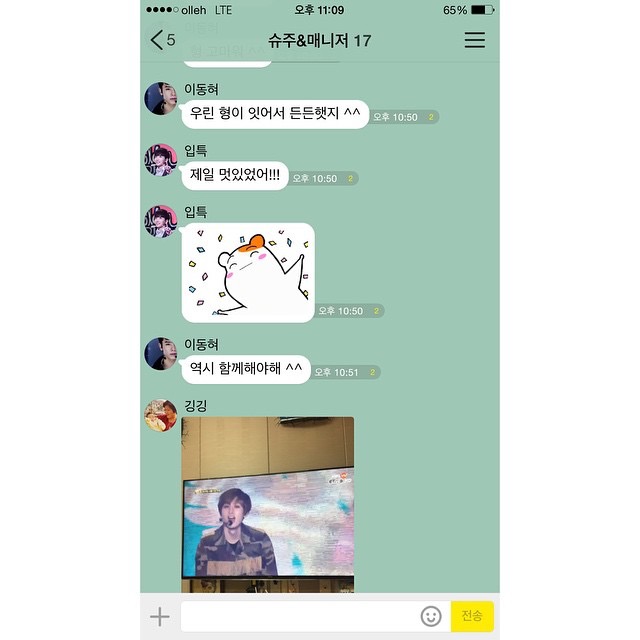 olleh LTE 오후 11:09 65%
5 슈주&매니저 17
이동혀
우린 형이 잇어서 든든햇지 ^^ 오후 10:50 2
입특
제일 멋있었어!!! 오후 10:50 2
입특
오후 10:50 2
이동혀
역시 함께해야해 ^^ 오후 10:51 2
깅깅
전송